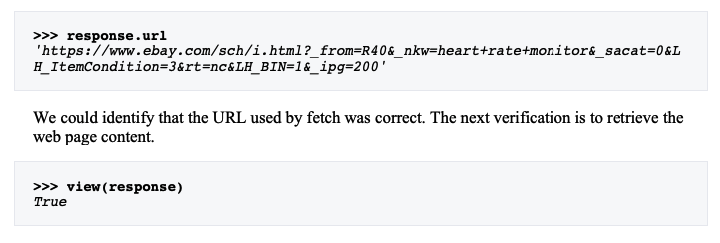 >>> response.url
'https://www.ebay.com/sch/i.html?_from=R40&_nkw=heart+rate+monitor&_sacat=0&L
H_ItemCondition=3&rt=nc&LH_BIN=1&_ipg=200'
We could identify that the URL used by fetch was correct. The next verification is to retrieve the
web page content.
>>> view(response)
True